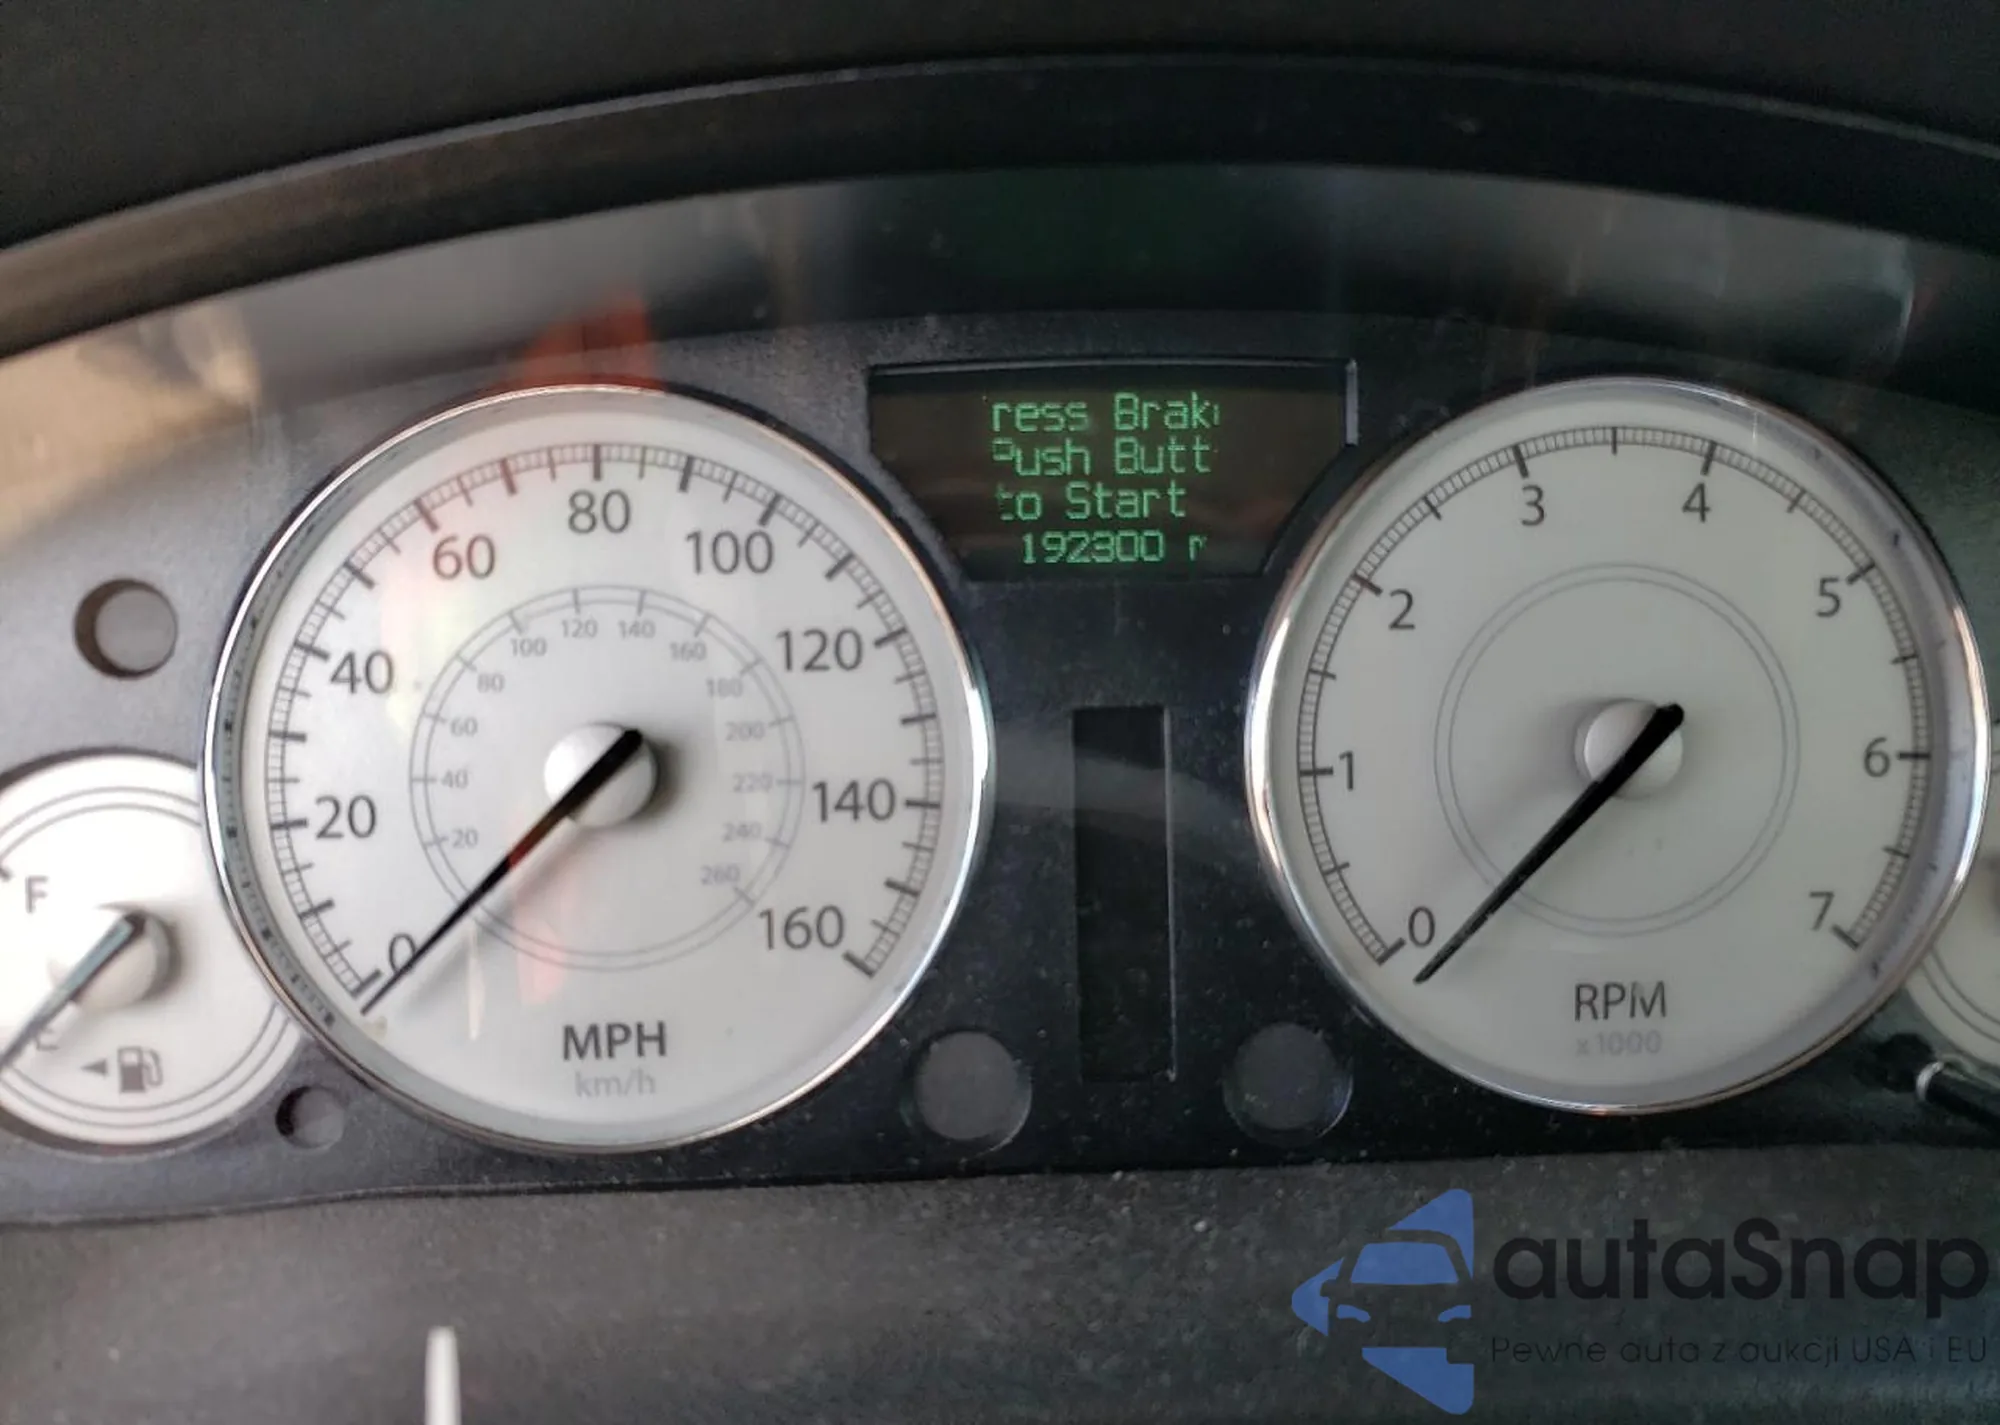 ress Brak
Push Butt
to Start
192300
0
20
40
60
80
100
120
140
160
20
40
60
80
100
120
140
160
180
200
220
240
260
MPH
km/h
0
1
2
3
4
5
6
7
RPM
x1000
F
E
autaSnap
Pewne auta z aukcji USA i EU